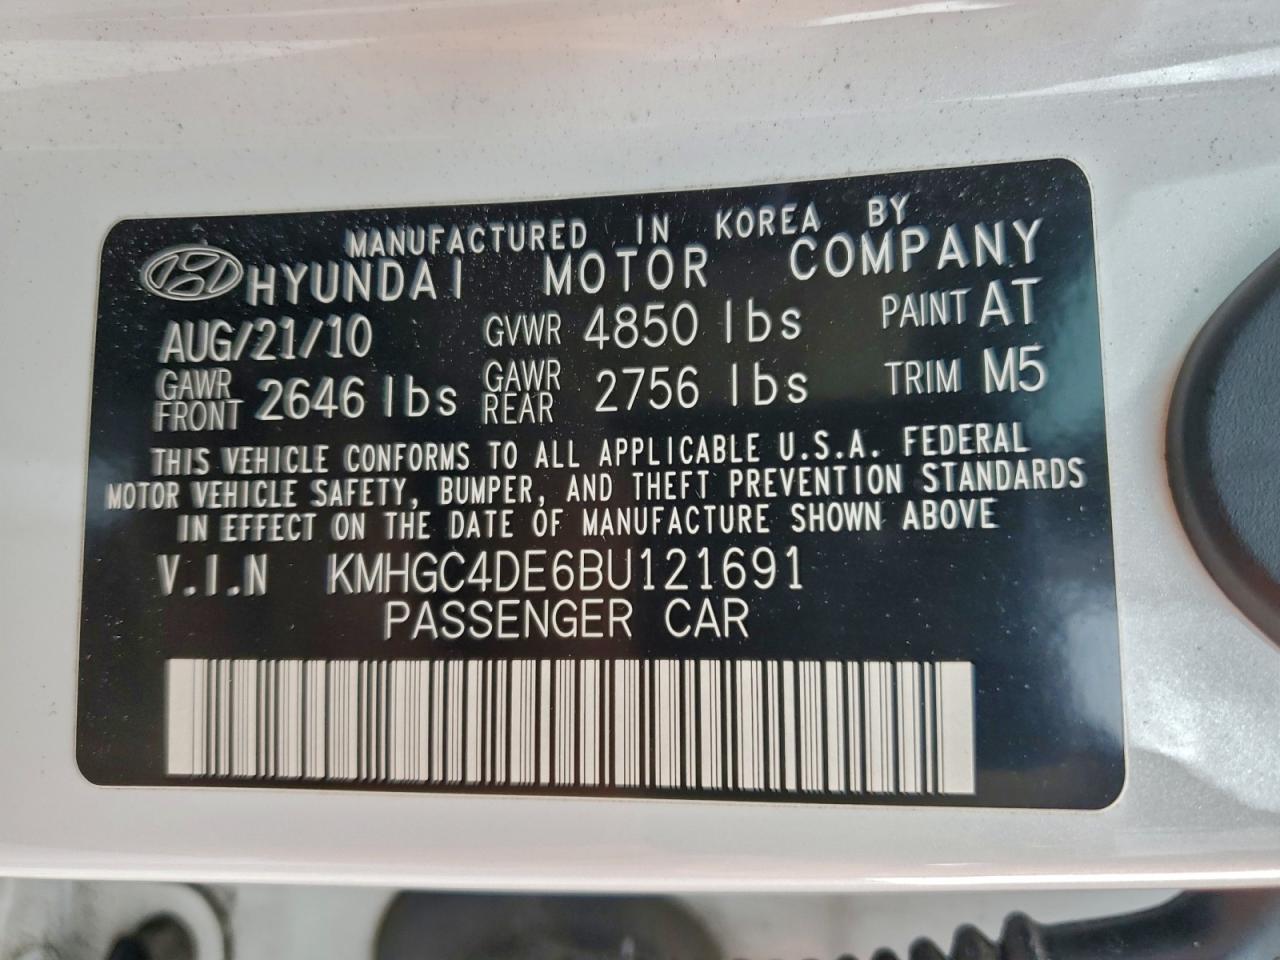 MANUFACTURED IN KOREA BY
HYUNDAI MOTOR COMPANY
AUG/21/10 GVWR 4850 lbs PAINT AT
GAWR FRONT 2646 lbs GAWR REAR 2756 lbs TRIM M5
THIS VEHICLE CONFORMS TO ALL APPLICABLE U.S.A. FEDERAL
MOTOR VEHICLE SAFETY, BUMPER, AND THEFT PREVENTION STANDARDS
IN EFFECT ON THE DATE OF MANUFACTURE SHOWN ABOVE
V.I.N KMHGC4DE6BU121691
PASSENGER CAR